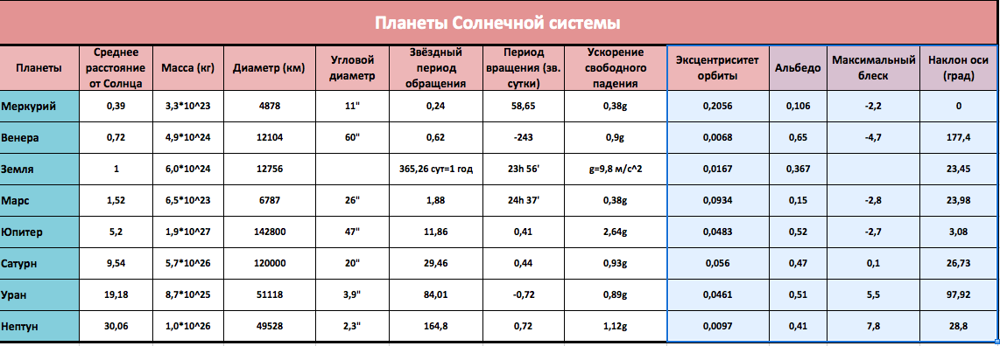 Планеты Солнечной системы
Планеты | Среднее расстояние от Солнца | Масса (кг) | Диаметр (км) | Угловой диаметр | Звёздный период обращения | Период вращения (зв. сутки) | Ускорение свободного падения | Эксцентриситет орбиты | Альбедо | Максимальный блеск | Наклон оси (град)
Меркурий | 0,39 | 3,3*10^23 | 4878 | 11" | 0,24 | 58,65 | 0,38g | 0,2056 | 0,106 | -2,2 | 0
Венера | 0,72 | 4,9*10^24 | 12104 | 60" | 0,62 | -243 | 0,9g | 0,0068 | 0,65 | -4,7 | 177,4
Земля | 1 | 6,0*10^24 | 12756 | | 365,26 сут=1 год | 23h 56' | g=9,8 м/с^2 | 0,0167 | 0,367 | | 23,45
Марс | 1,52 | 6,5*10^23 | 6787 | 26" | 1,88 | 24h 37' | 0,38g | 0,0934 | 0,15 | -2,8 | 23,98
Юпитер | 5,2 | 1,9*10^27 | 142800 | 47" | 11,86 | 0,41 | 2,64g | 0,0483 | 0,52 | -2,7 | 3,08
Сатурн | 9,54 | 5,7*10^26 | 120000 | 20" | 29,46 | 0,44 | 0,93g | 0,056 | 0,47 | 0,1 | 26,73
Уран | 19,18 | 8,7*10^25 | 51118 | 3,9" | 84,01 | -0,72 | 0,89g | 0,0461 | 0,51 | 5,5 | 97,92
Нептун | 30,06 | 1,0*10^26 | 49528 | 2,3" | 164,8 | 0,72 | 1,12g | 0,0097 | 0,41 | 7,8 | 28,8